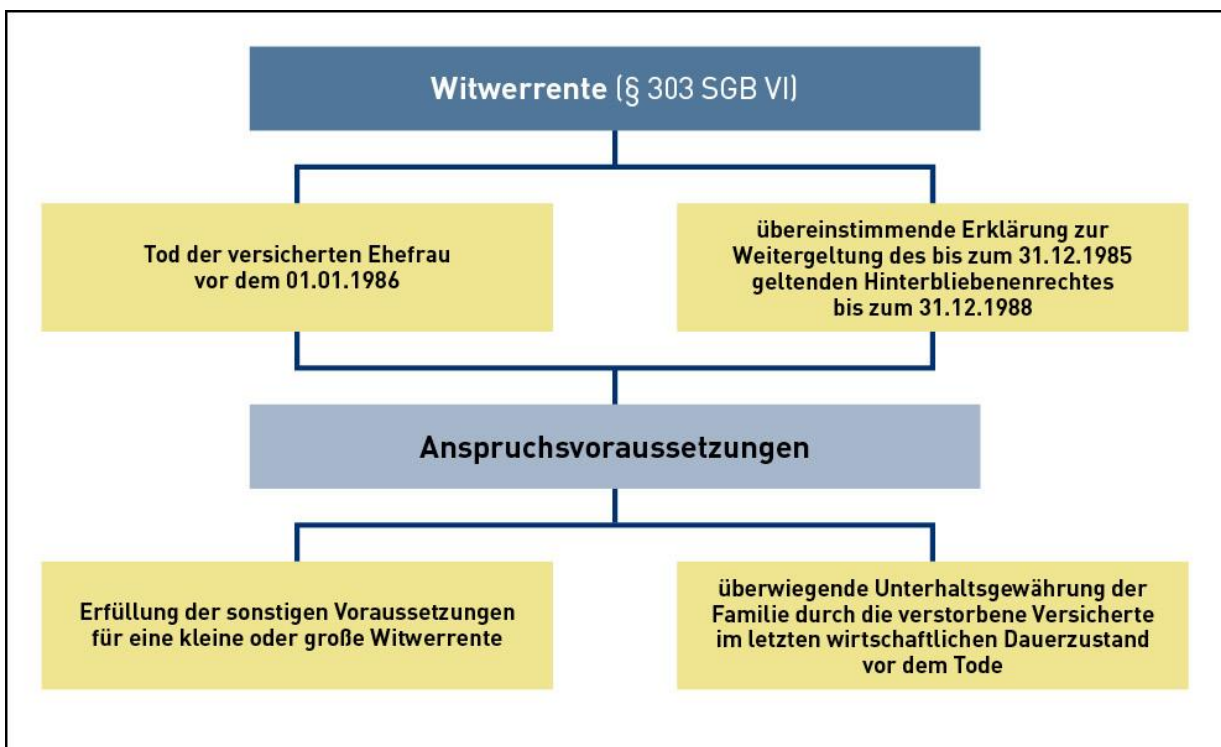 Witwerrente (§ 303 SGB VI)
Tod der versicherten Ehefrau
vor dem 01.01.1986
übereinstimmende Erklärung zur
Weitergeltung des bis zum 31.12.1985
geltenden Hinterbliebenenrechtes
bis zum 31.12.1988
Anspruchsvoraussetzungen
Erfüllung der sonstigen Voraussetzungen
für eine kleine oder große Witwerrente
überwiegende Unterhaltsgewährung der
Familie durch die verstorbene Versicherte
im letzten wirtschaftlichen Dauerzustand
vor dem Tode